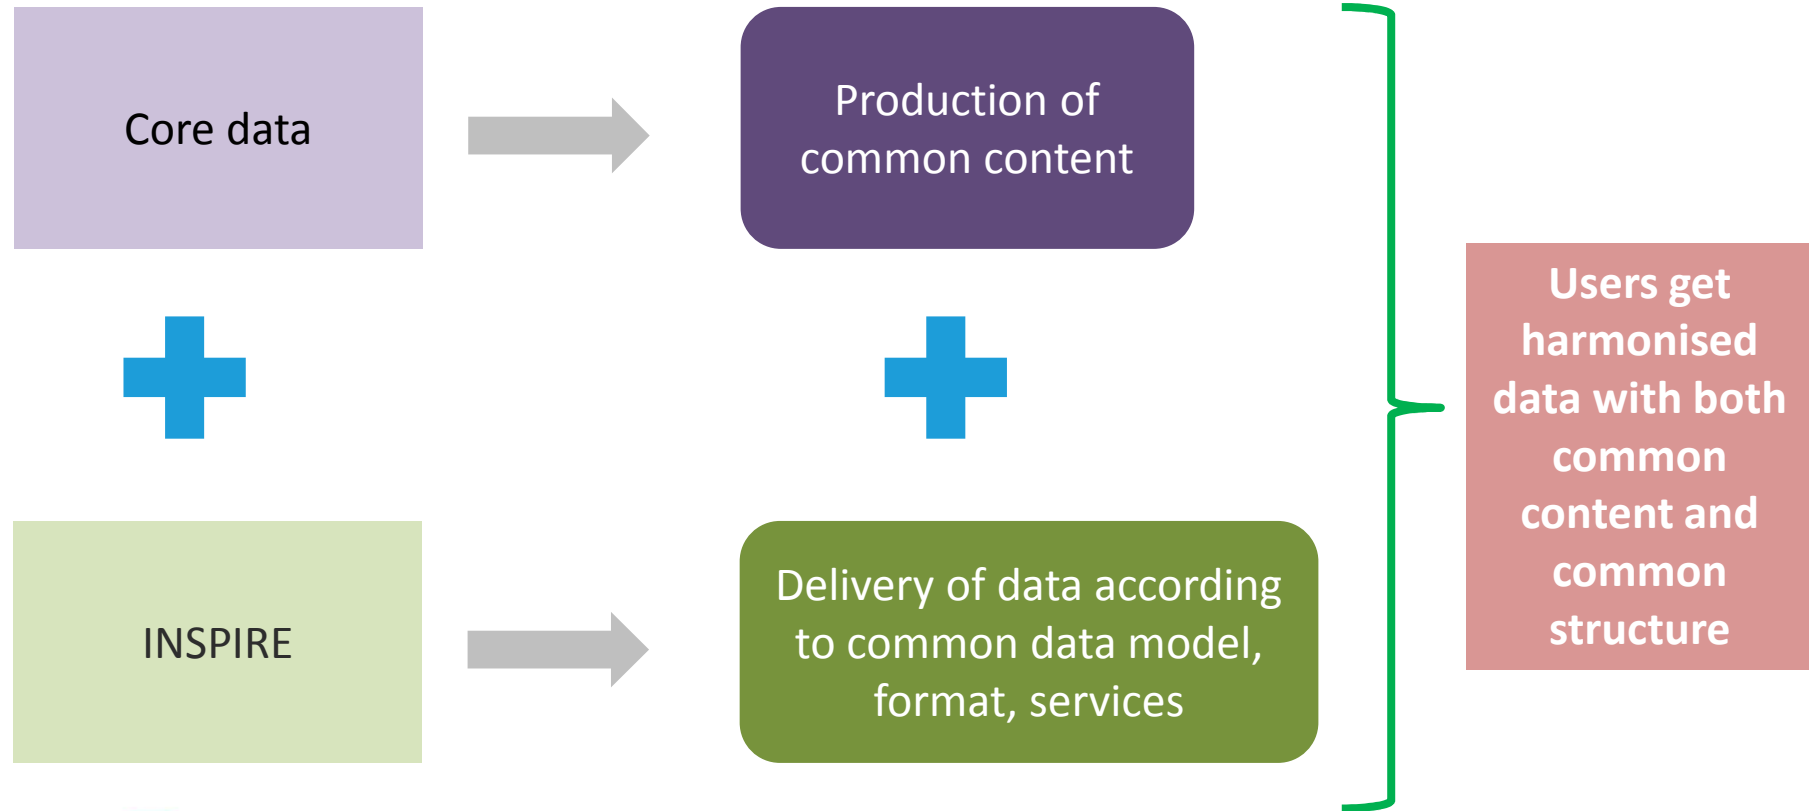 Core data
Production of
common content
INSPIRE
Delivery of data according
to common data model,
format, services
Users get
harmonised
data with both
common
content and
common
structure